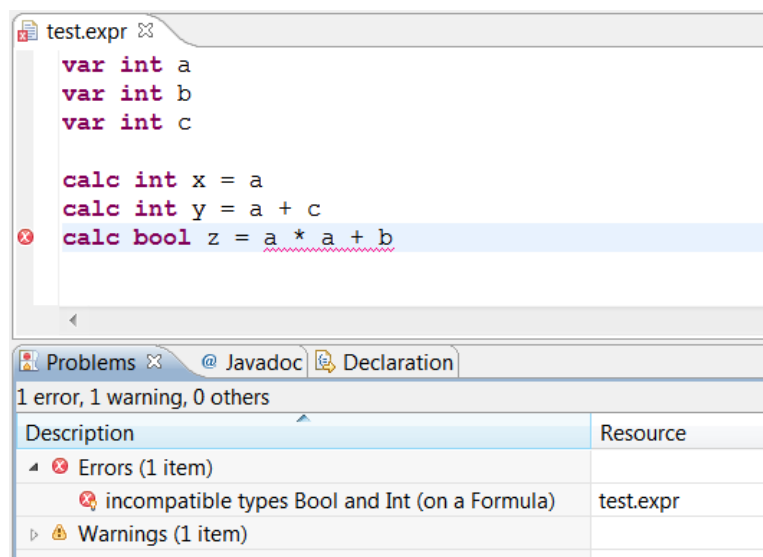 test.expr
var int a
var int b
var int c
calc int x = a
calc int y = a + c
calc bool z = a * a + b
Problems @ Javadoc Declaration
1 error, 1 warning, 0 others
Description Resource
Errors (1 item)
incompatible types Bool and Int (on a Formula) test.expr
Warnings (1 item)